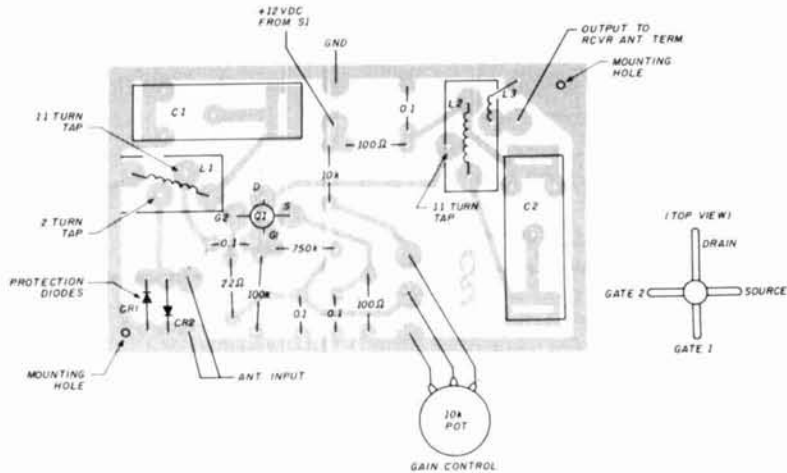 +12VDC
FROM S1
GND
OUTPUT TO
RCVR ANT TERM.
MOUNTING
HOLE
C1
L2
L3
0.1
11 TURN
TAP
100Ω
L1
10k
C2
2 TURN
TAP
D
G2
Q1
S
G1
11 TURN
TAP
(TOP VIEW)
DRAIN
0.1
750k
PROTECTION
DIODES
22Ω
100k
100Ω
GATE 2
SOURCE
CR1
CR2
0.1
0.1
GATE 1
MOUNTING
HOLE
ANT INPUT
10k
POT
GAIN CONTROL